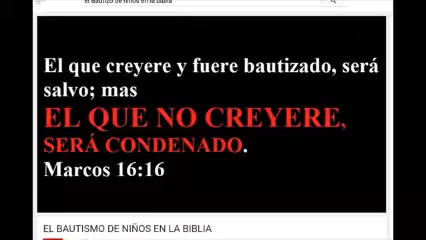 El Bautizo de Niños en la Biblia
El que creyere y fuere bautizado, será
salvo; mas
EL QUE NO CREYERE,
SERÁ CONDENADO.
Marcos 16:16
EL BAUTISMO DE NIÑOS EN LA BIBLIA